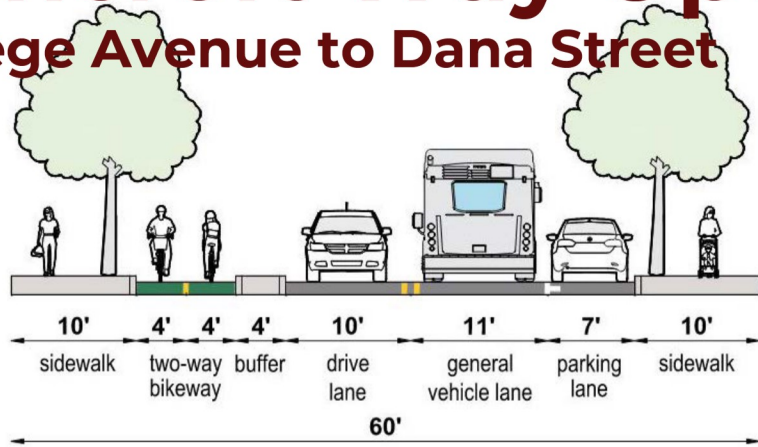 Way
ege Avenue to Dana Street
10' 4' 4' 4' 10' 11' 7' 10'
sidewalk two-way bikeway buffer drive lane general vehicle lane parking lane sidewalk
60'